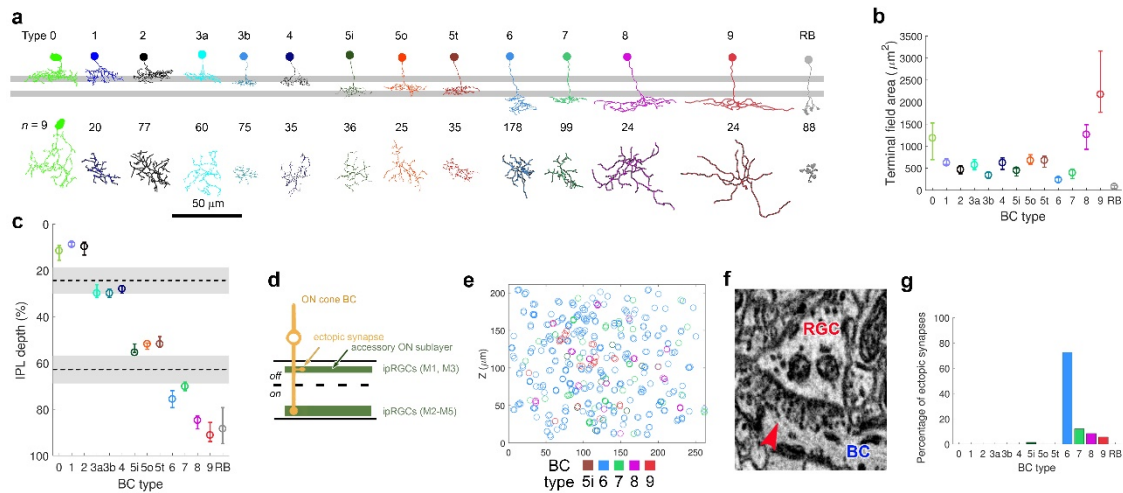 a
Type 0 1 2 3a 3b 4 5i 5o 5t 6 7 8 9 RB
n = 9 20 77 60 75 35 36 25 35 178 99 24 24 88
50 μm
b
Terminal field area (μm²)
3500
3000
2500
2000
1500
1000
500
0
0 1 2 3a 3b 4 5i 5o 5t 6 7 8 9 RB
BC type
c
IPL depth (%)
0
20
40
60
80
100
0 1 2 3a 3b 4 5i 5o 5t 6 7 8 9 RB
BC type
d
ON cone BC
ectopic synapse
accessory ON sublayer
off
on
ipRGCs (M1, M3)
ipRGCs (M2-M5)
e
Z (μm)
200
150
100
50
0
0 50 100 150 200 250
BC
type 5i 6 7 8 9
f
RGC
BC
g
Percentage of ectopic synapses
100
80
60
40
20
0
0 1 2 3a 3b 4 5i 5o 5t 6 7 8 9 RB
BC type